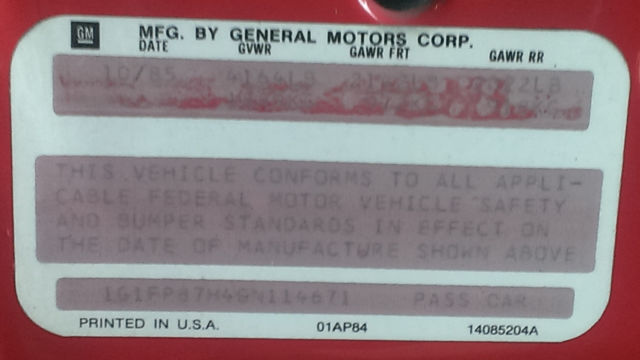 GM
MFG. BY GENERAL MOTORS CORP.
DATE GVWR GAWR FRT GAWR RR
10/85 4164LB
THIS VEHICLE CONFORMS TO ALL APPLI-
CABLE FEDERAL MOTOR VEHICLE SAFETY
AND BUMPER STANDARDS IN EFFECT ON
THE DATE OF MANUFACTURE SHOWN ABOVE
1G1FP87H4GN114671 PASS CAR
PRINTED IN U.S.A. 01AP84 14085204A